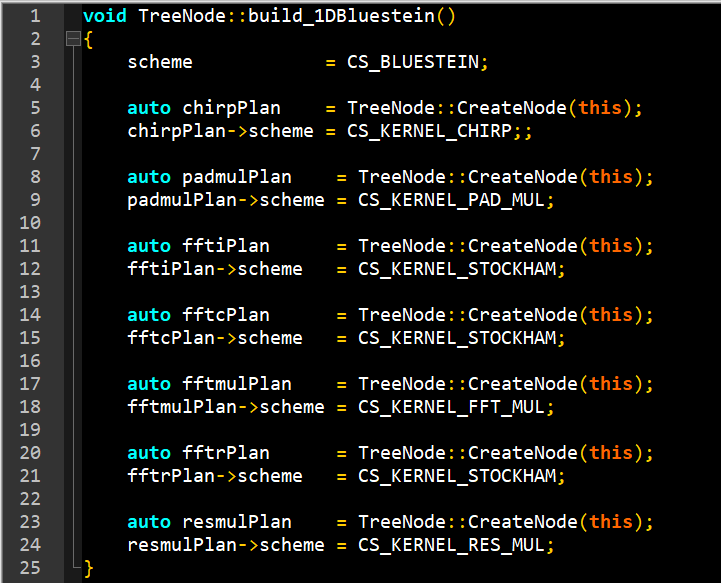 1 void TreeNode::build_1DBluestein()
2 {
3     scheme            = CS_BLUESTEIN;
4
5     auto chirpPlan    = TreeNode::CreateNode(this);
6     chirpPlan->scheme = CS_KERNEL_CHIRP;;
7
8     auto padmulPlan    = TreeNode::CreateNode(this);
9     padmulPlan->scheme = CS_KERNEL_PAD_MUL;
10
11     auto fftiPlan      = TreeNode::CreateNode(this);
12     fftiPlan->scheme   = CS_KERNEL_STOCKHAM;
13
14     auto fftcPlan      = TreeNode::CreateNode(this);
15     fftcPlan->scheme   = CS_KERNEL_STOCKHAM;
16
17     auto fftmulPlan    = TreeNode::CreateNode(this);
18     fftmulPlan->scheme = CS_KERNEL_FFT_MUL;
19
20     auto fftrPlan      = TreeNode::CreateNode(this);
21     fftrPlan->scheme   = CS_KERNEL_STOCKHAM;
22
23     auto resmulPlan    = TreeNode::CreateNode(this);
24     resmulPlan->scheme = CS_KERNEL_RES_MUL;
25 }